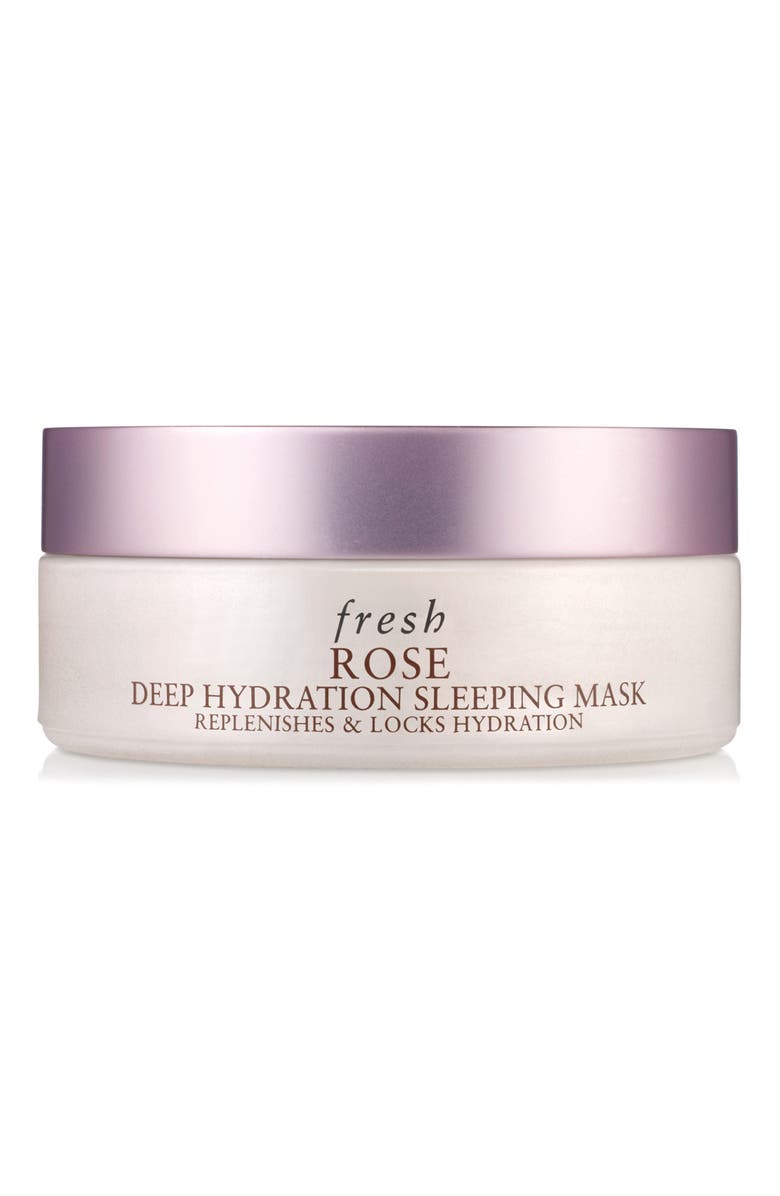 fresh
ROSE
DEEP HYDRATION SLEEPING MASK
REPLENISHES & LOCKS HYDRATION